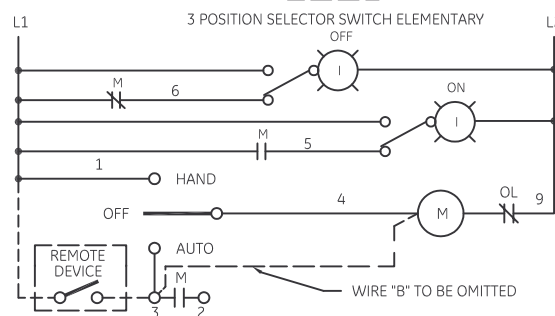 L1
3 POSITION SELECTOR SWITCH ELEMENTARY
OFF
I
M
6
ON
I
M
5
1
HAND
OFF
4
M
OL
9
AUTO
REMOTE
DEVICE
M
3
2
WIRE "B" TO BE OMITTED